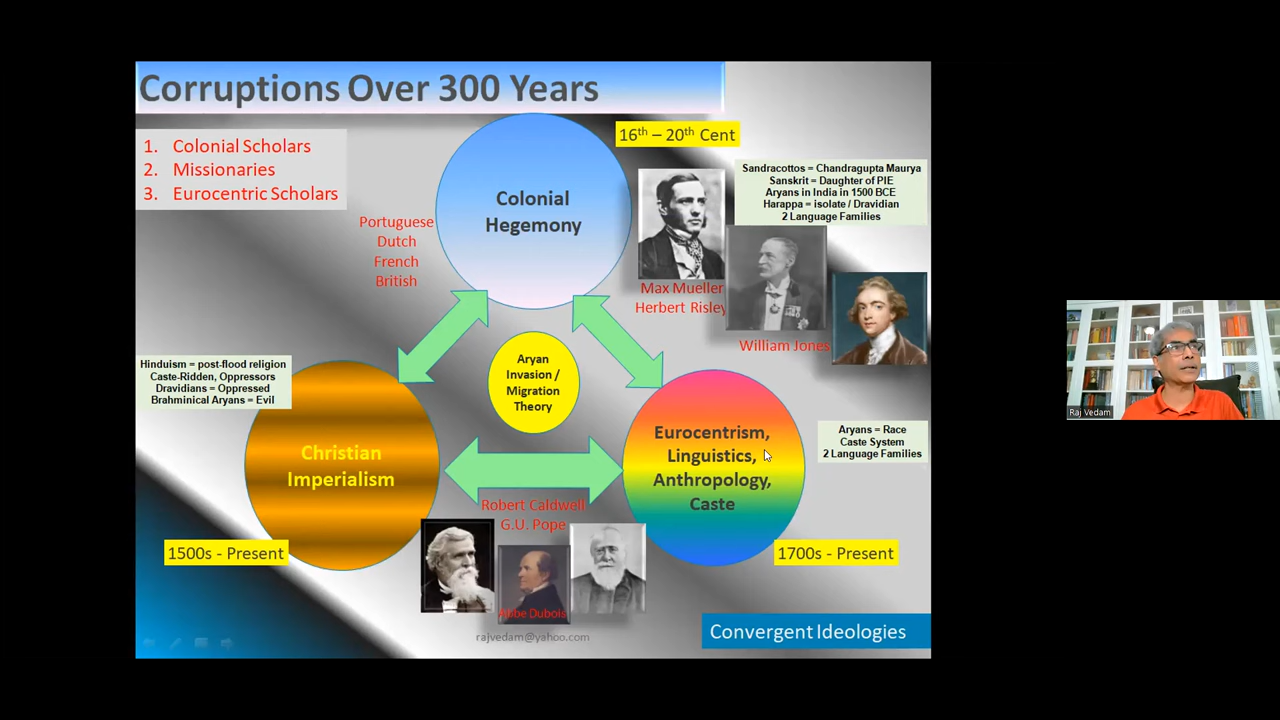 Corruptions Over 300 Years
1. Colonial Scholars
2. Missionaries
3. Eurocentric Scholars
16th – 20th Cent
Colonial
Hegemony
Portuguese
Dutch
French
British
Sandracottos = Chandragupta Maurya
Sanskrit = Daughter of PIE
Aryans in India in 1500 BCE
Harappa = isolate / Dravidian
2 Language Families
Max Mueller
Herbert Risley
William Jones
Aryan
Invasion /
Migration
Theory
Hinduism = post-flood religion
Caste-Ridden, Oppressors
Dravidians = Oppressed
Brahminical Aryans = Evil
Christian
Imperialism
Eurocentrism,
Linguistics,
Anthropology,
Caste
Aryans = Race
Caste System
2 Language Families
Robert Caldwell
G.U. Pope
Abbe Dubois
1500s - Present
1700s - Present
rajvedam@yahoo.com
Convergent Ideologies
Raj Vedam